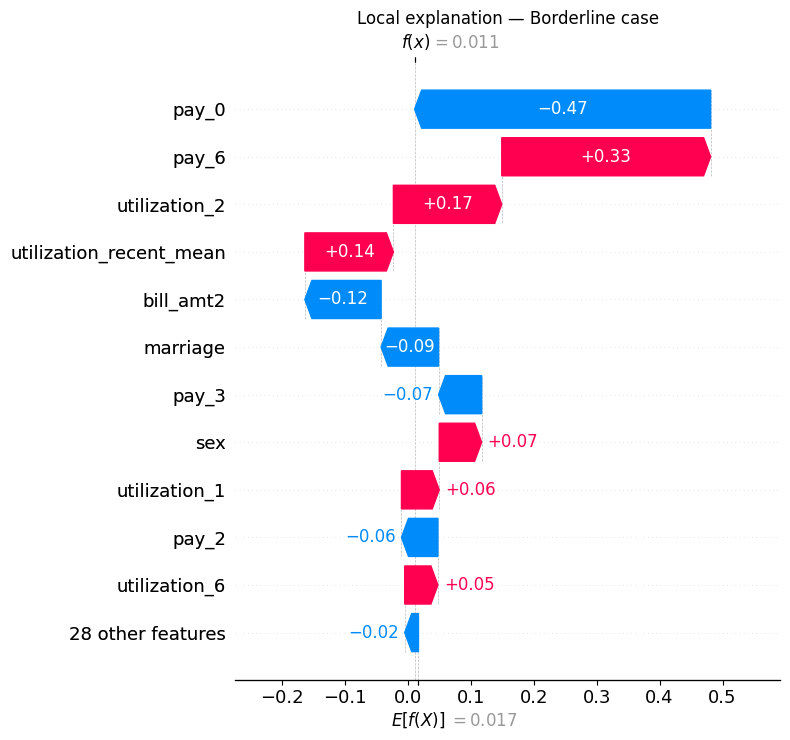 Local explanation — Borderline case
f(x) = 0.011
pay_0 −0.47
pay_6 +0.33
utilization_2 +0.17
utilization_recent_mean +0.14
bill_amt2 −0.12
marriage −0.09
pay_3 −0.07
sex +0.07
utilization_1 +0.06
pay_2 −0.06
utilization_6 +0.05
28 other features −0.02
−0.2 −0.1 0.0 0.1 0.2 0.3 0.4 0.5
E[f(X)] = 0.017